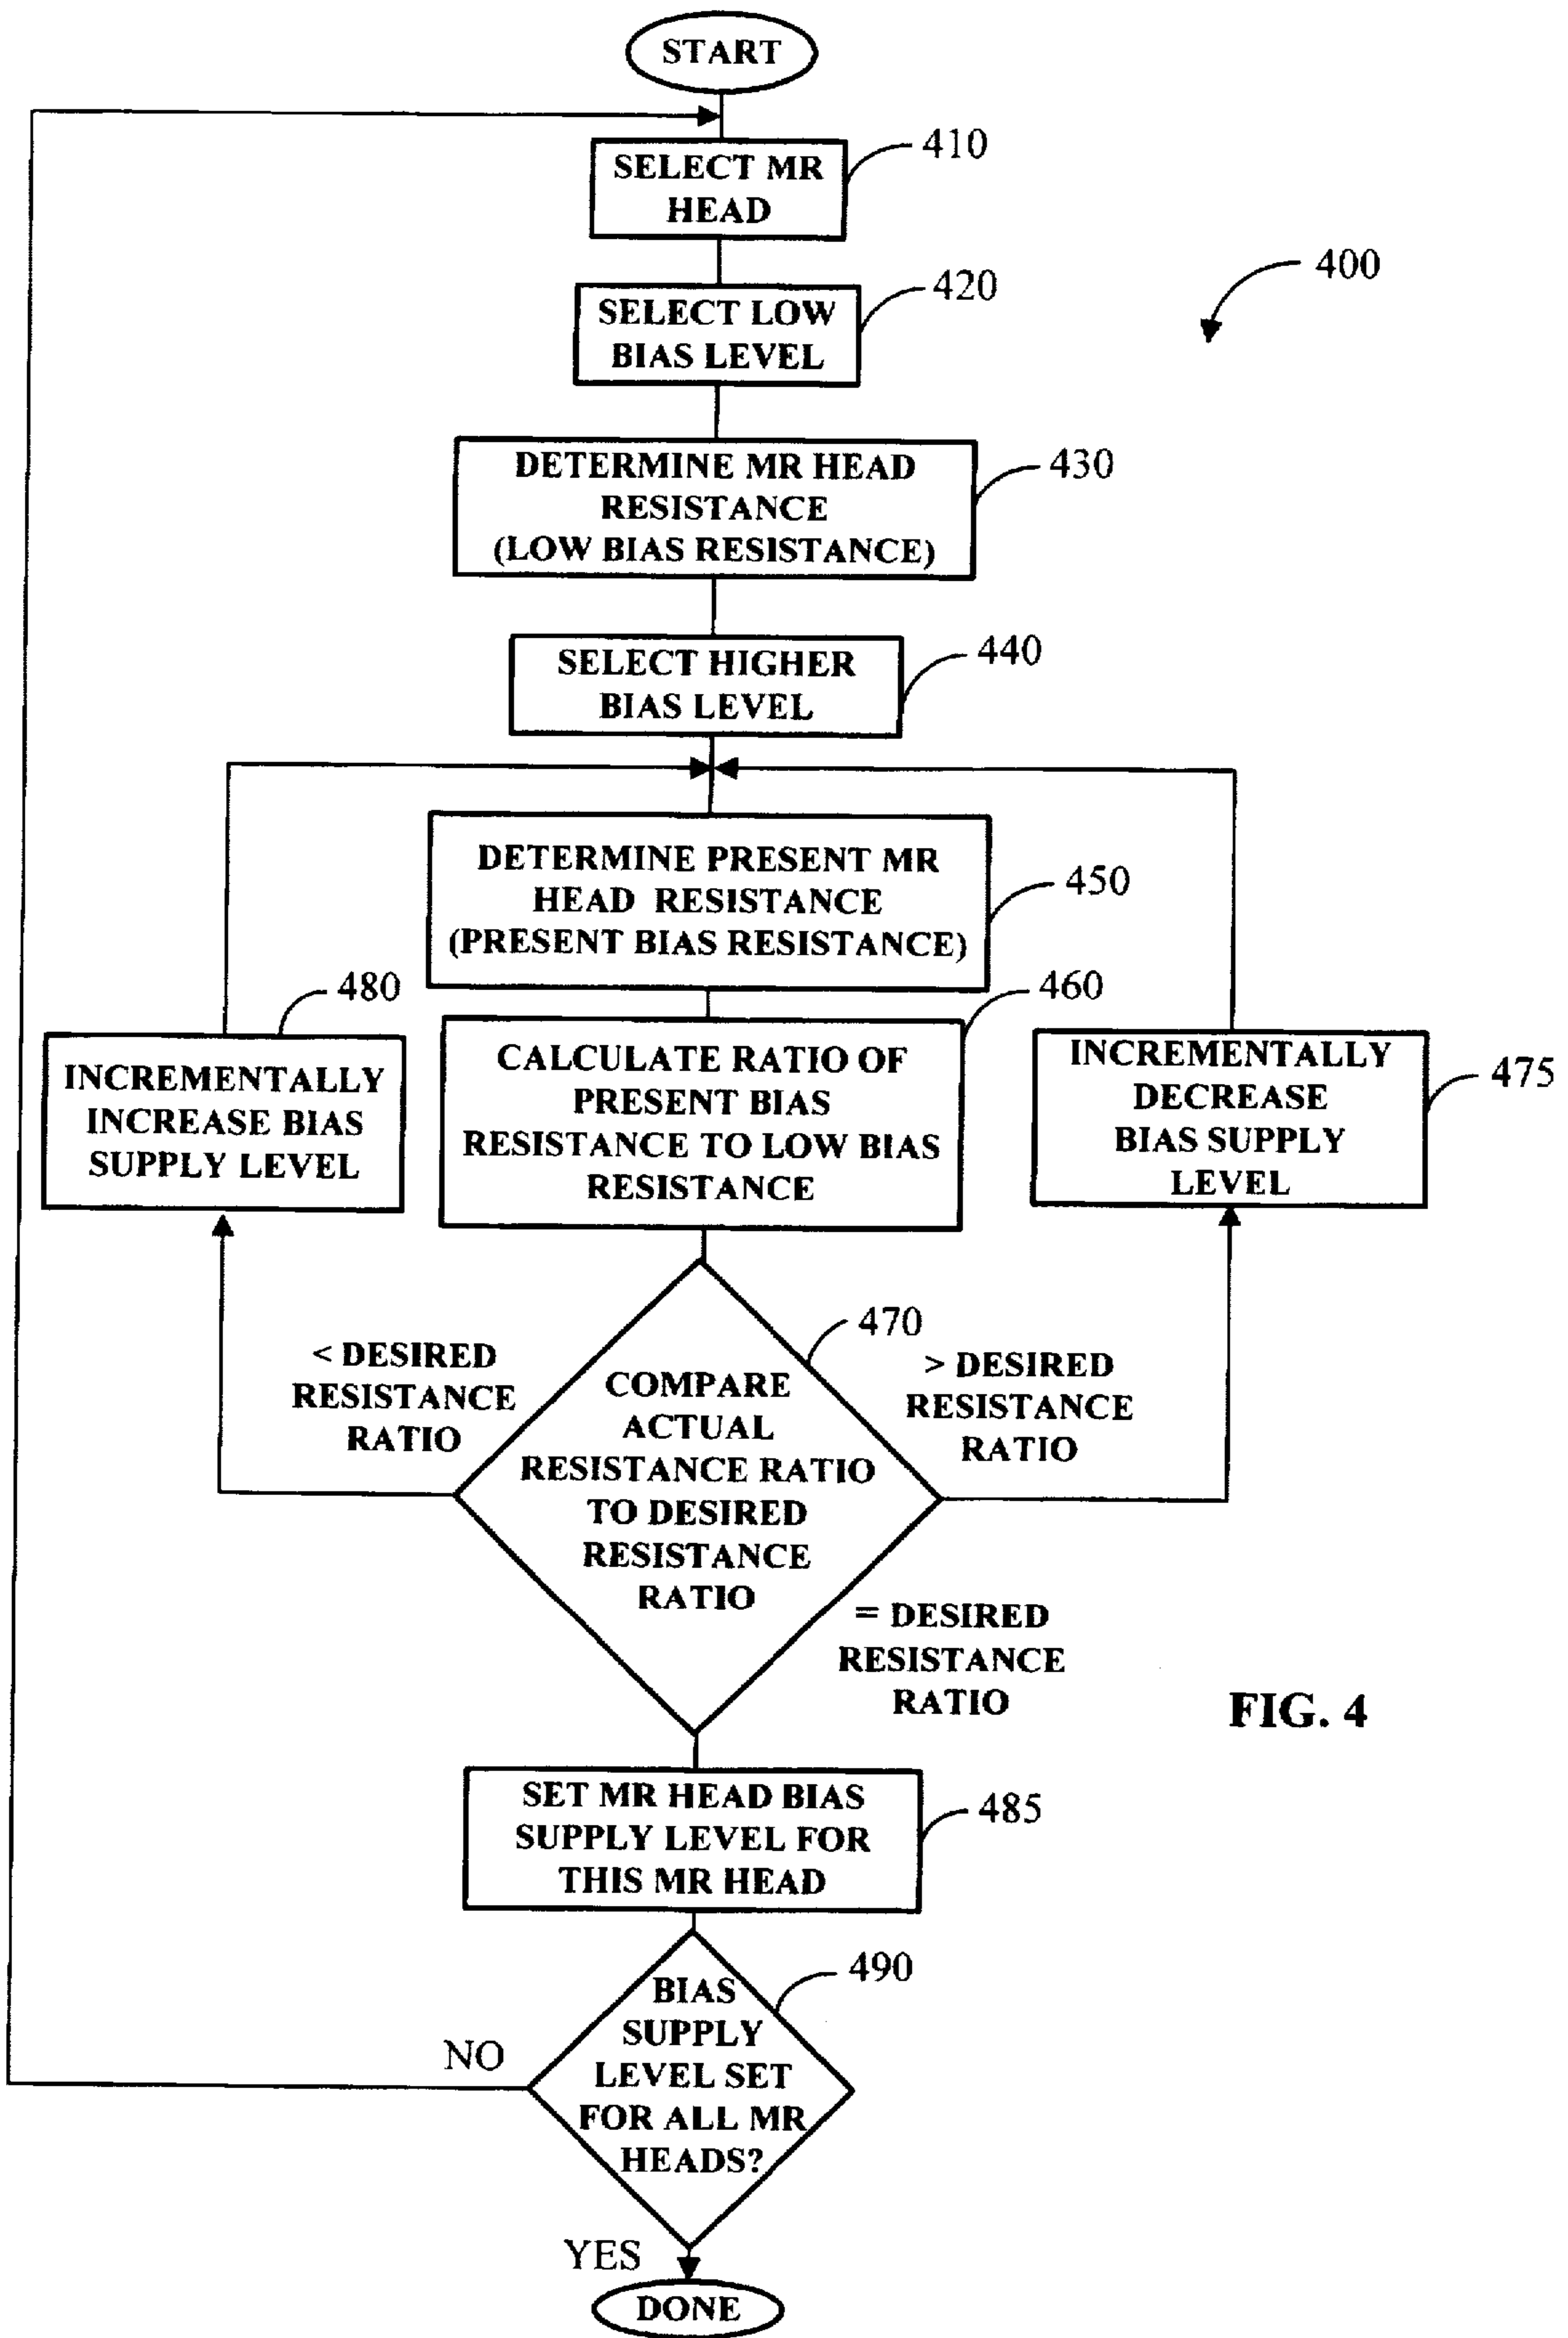 START
410
SELECT MR
HEAD
400
420
SELECT LOW
BIAS LEVEL
430
DETERMINE MR HEAD
RESISTANCE
(LOW BIAS RESISTANCE)
440
SELECT HIGHER
BIAS LEVEL
450
DETERMINE PRESENT MR
HEAD RESISTANCE
(PRESENT BIAS RESISTANCE)
480
INCREMENTALLY
INCREASE BIAS
SUPPLY LEVEL
460
CALCULATE RATIO OF
PRESENT BIAS
RESISTANCE TO LOW BIAS
RESISTANCE
475
INCREMENTALLY
DECREASE
BIAS SUPPLY
LEVEL
470
< DESIRED
RESISTANCE
RATIO
COMPARE
ACTUAL
RESISTANCE RATIO
TO DESIRED
RESISTANCE
RATIO
> DESIRED
RESISTANCE
RATIO
= DESIRED
RESISTANCE
RATIO
FIG. 4
SET MR HEAD BIAS
SUPPLY LEVEL FOR
THIS MR HEAD
485
490
BIAS
SUPPLY
LEVEL SET
FOR ALL MR
HEADS?
NO
YES
DONE